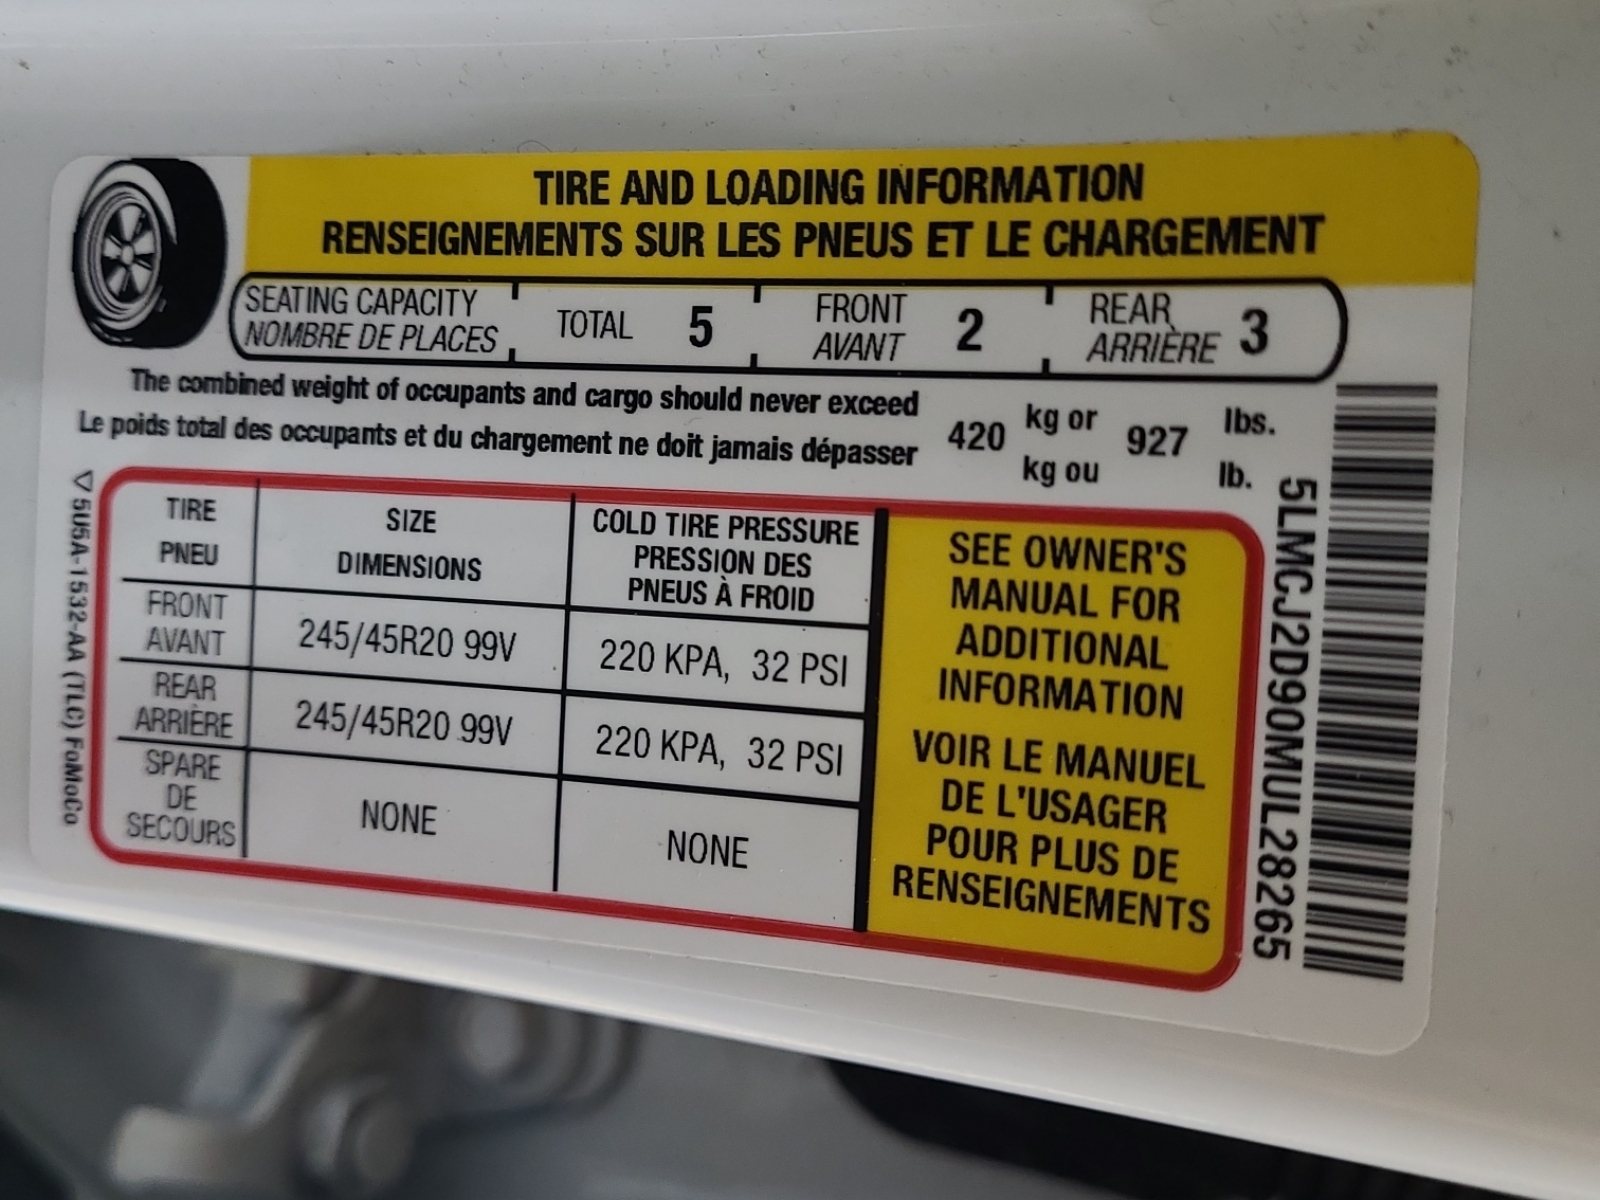 TIRE AND LOADING INFORMATION
RENSEIGNEMENTS SUR LES PNEUS ET LE CHARGEMENT
SEATING CAPACITY
NOMBRE DE PLACES
TOTAL 5
FRONT
AVANT
2
REAR
ARRIÈRE
3
The combined weight of occupants and cargo should never exceed
Le poids total des occupants et du chargement ne doit jamais dépasser
420
kg or
kg ou
927
lbs.
lb.
TIRE
PNEU
SIZE
DIMENSIONS
COLD TIRE PRESSURE
PRESSION DES
PNEUS À FROID
FRONT
AVANT
245/45R20 99V
220 KPA, 32 PSI
REAR
ARRIÈRE
245/45R20 99V
220 KPA, 32 PSI
SPARE
DE
SECOURS
NONE
NONE
SEE OWNER'S
MANUAL FOR
ADDITIONAL
INFORMATION
VOIR LE MANUEL
DE L'USAGER
POUR PLUS DE
RENSEIGNEMENTS
5U5A-1532-AA (TLC) FoMoCo
5LMCJ2D90MUL28265